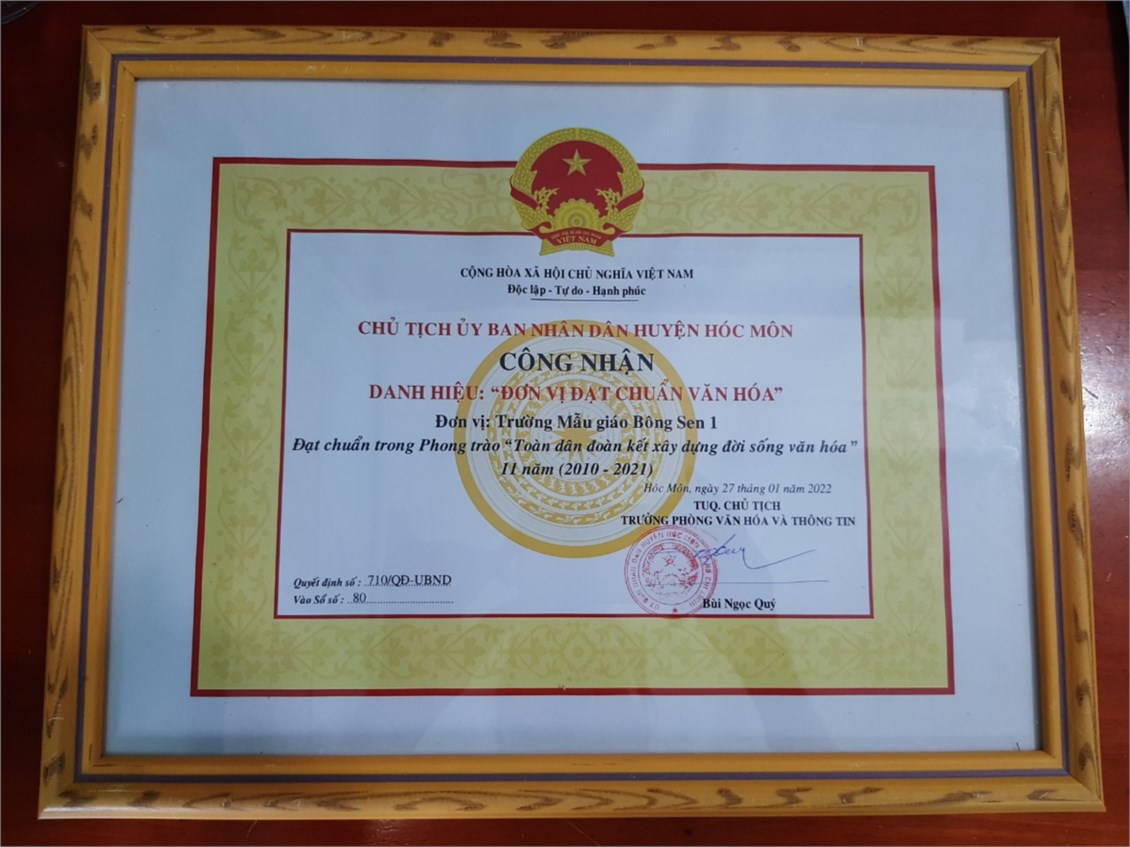 VIỆT NAM
CỘNG HÒA XÃ HỘI CHỦ NGHĨA VIỆT NAM
Độc lập - Tự do - Hạnh phúc
CHỦ TỊCH ỦY BAN NHÂN DÂN HUYỆN HÓC MÔN
CÔNG NHẬN
DANH HIỆU: “ĐƠN VỊ ĐẠT CHUẨN VĂN HÓA”
Đơn vị: Trường Mẫu giáo Bông Sen 1
Đạt chuẩn trong Phong trào “Toàn dân đoàn kết xây dựng đời sống văn hóa”
11 năm (2010 - 2021)
Hóc Môn, ngày 27 tháng 01 năm 2022
TUQ. CHỦ TỊCH
TRƯỞNG PHÒNG VĂN HÓA VÀ THÔNG TIN
Quyết định số : 710/QĐ-UBND
Vào Sổ số : 80
Bùi Ngọc Quý